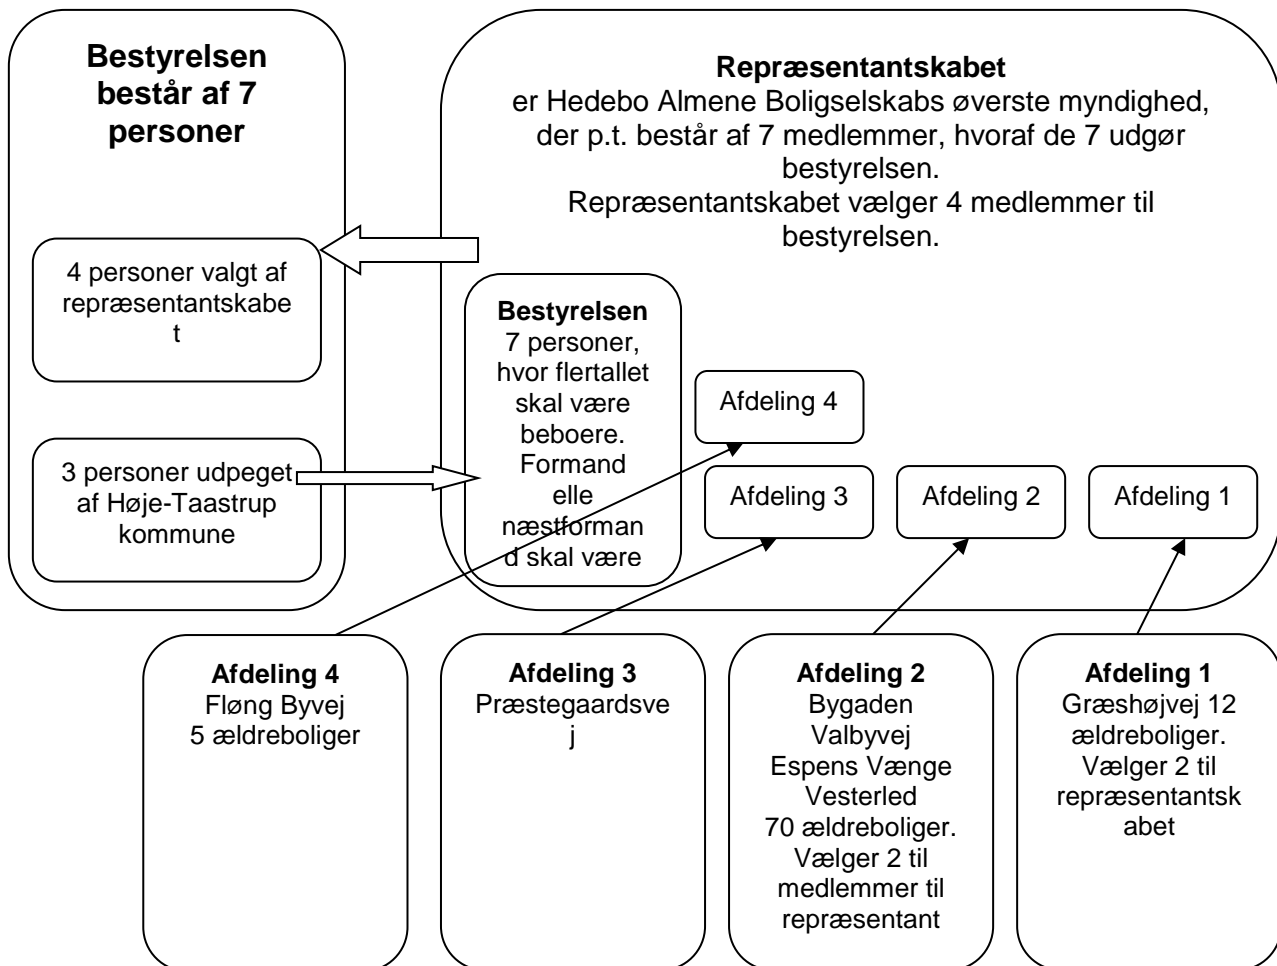 Bestyrelsen
består af 7
personer
4 personer valgt af
repræsentantskabe
t
3 personer udpeget
af Høje-Taastrup
kommune
Repræsentantskabet
er Hedebo Almene Boligselskabs øverste myndighed,
der p.t. består af 7 medlemmer, hvoraf de 7 udgør
bestyrelsen.
Repræsentantskabet vælger 4 medlemmer til
bestyrelsen.
Bestyrelsen
7 personer,
hvor flertallet
skal være
beboere.
Formand
elle
næstforman
d skal være
Afdeling 4
Afdeling 3
Afdeling 2
Afdeling 1
Afdeling 4
Fløng Byvej
5 ældreboliger
Afdeling 3
Præstegaardsve
j
Afdeling 2
Bygaden
Valbyvej
Espens Vænge
Vesterled
70 ældreboliger.
Vælger 2 til
medlemmer til
repræsentant
Afdeling 1
Græshøjvej 12
ældreboliger.
Vælger 2 til
repræsentantsk
abet